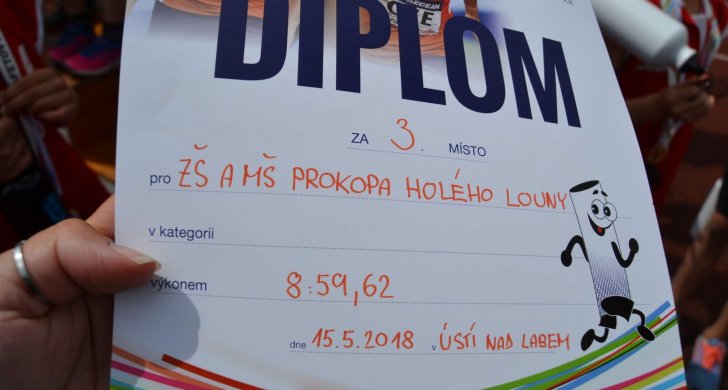 DIPLOM
ZA 3. MÍSTO
pro ZŠ A MŠ PROKOPA HOLÉHO LOUNY
v kategorii
výkonem 8:59,62
dne 15.5.2018 v ÚSTÍ NAD LABEM